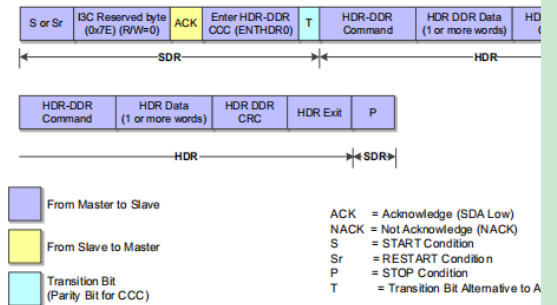 S or Sr
I3C Reserved byte
(0x7E) (R/W=0)
ACK
Enter HDR-DDR
CCC (ENTHDR0)
T
HDR-DDR
Command
HDR DDR Data
(1 or more words)
SDR
HDR
HDR-DDR
Command
HDR Data
(1 or more words)
HDR DDR
CRC
HDR Exit
P
HDR
SDR
From Master to Slave
From Slave to Master
Transition Bit
(Parity Bit for CCC)
ACK = Acknowledge (SDA Low)
NACK = Not Acknowledge (NACK)
S = START Condition
Sr = RESTART Condition
P = STOP Condition
T = Transition Bit Alternative to A